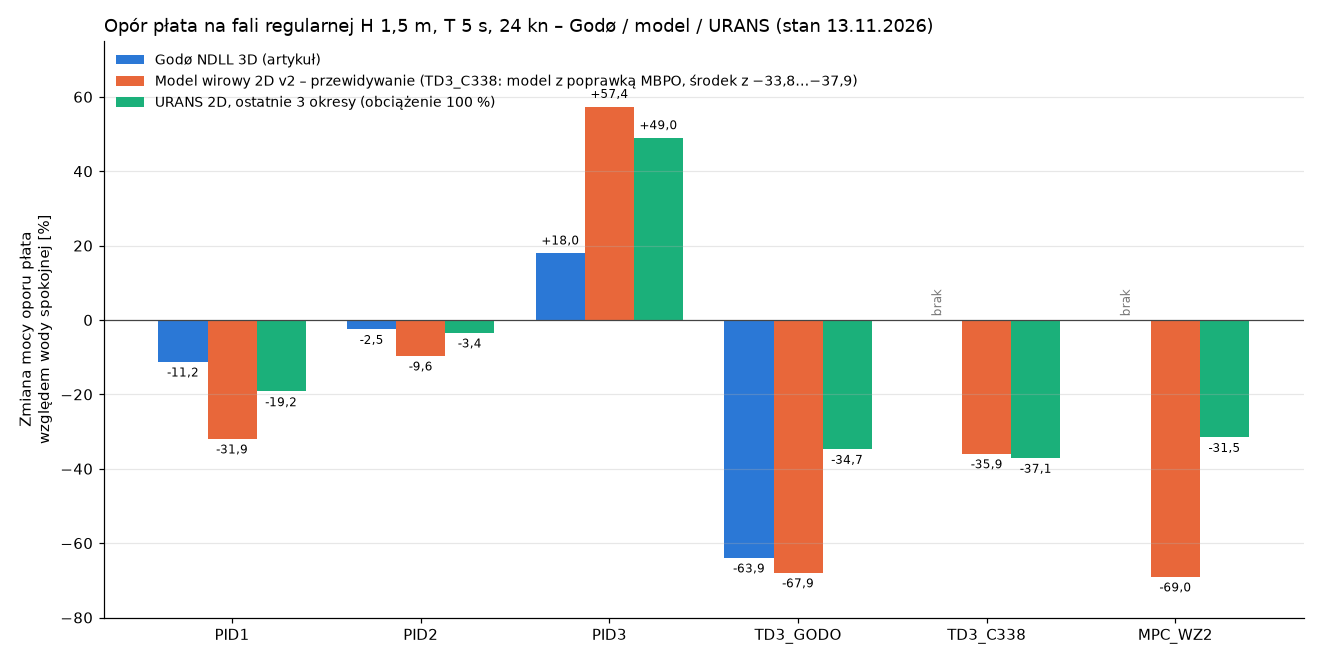 Opór płata na fali regularnej H 1,5 m, T 5 s, 24 kn – Godø / model / URANS (stan 13.11.2026)
Godø NDLL 3D (artykuł)
Model wirowy 2D v2 – przewidywanie (TD3_C338: model z poprawką MBPO, środek z −33,8…−37,9)
URANS 2D, ostatnie 3 okresy (obciążenie 100 %)
Zmiana mocy oporu płata
względem wody spokojnej [%]
60
40
20
0
−20
−40
−60
−80
-11,2
-31,9
-19,2
-2,5
-9,6
-3,4
+18,0
+57,4
+49,0
-63,9
-67,9
-34,7
brak
-35,9
-37,1
brak
-69,0
-31,5
PID1
PID2
PID3
TD3_GODO
TD3_C338
MPC_WZ2